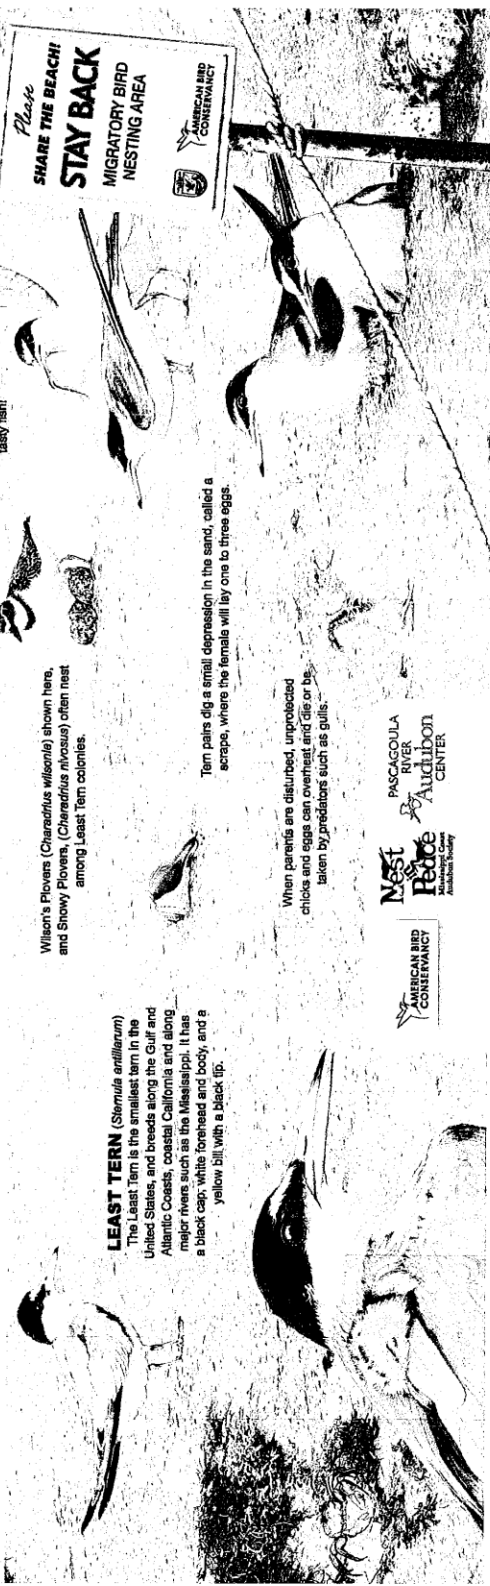 tasty fish!
Please
SHARE THE BEACH!
STAY BACK
MIGRATORY BIRD
NESTING AREA
AMERICAN BIRD
CONSERVANCY
Wilson's Plovers (Charadrius wilsonia) shown here,
and Snowy Plovers, (Charadrius nivosus) often nest
among Least Tern colonies.
LEAST TERN (Sternula antillarum)
The Least Tern is the smallest tern in the
United States, and breeds along the Gulf and
Atlantic Coasts, coastal California and along
major rivers such as the Mississippi. It has
a black cap, white forehead and body, and a
yellow bill with a black tip.
Tern pairs dig a small depression in the sand, called a
scrape, where the female will lay one to three eggs.
When parents are disturbed, unprotected
chicks and eggs can overheat and die or be
taken by predators such as gulls.
AMERICAN BIRD
CONSERVANCY
Nest
in
Peace
Mississippi Coast
Audubon Society
PASCAGOULA
RIVER
Audubon
CENTER